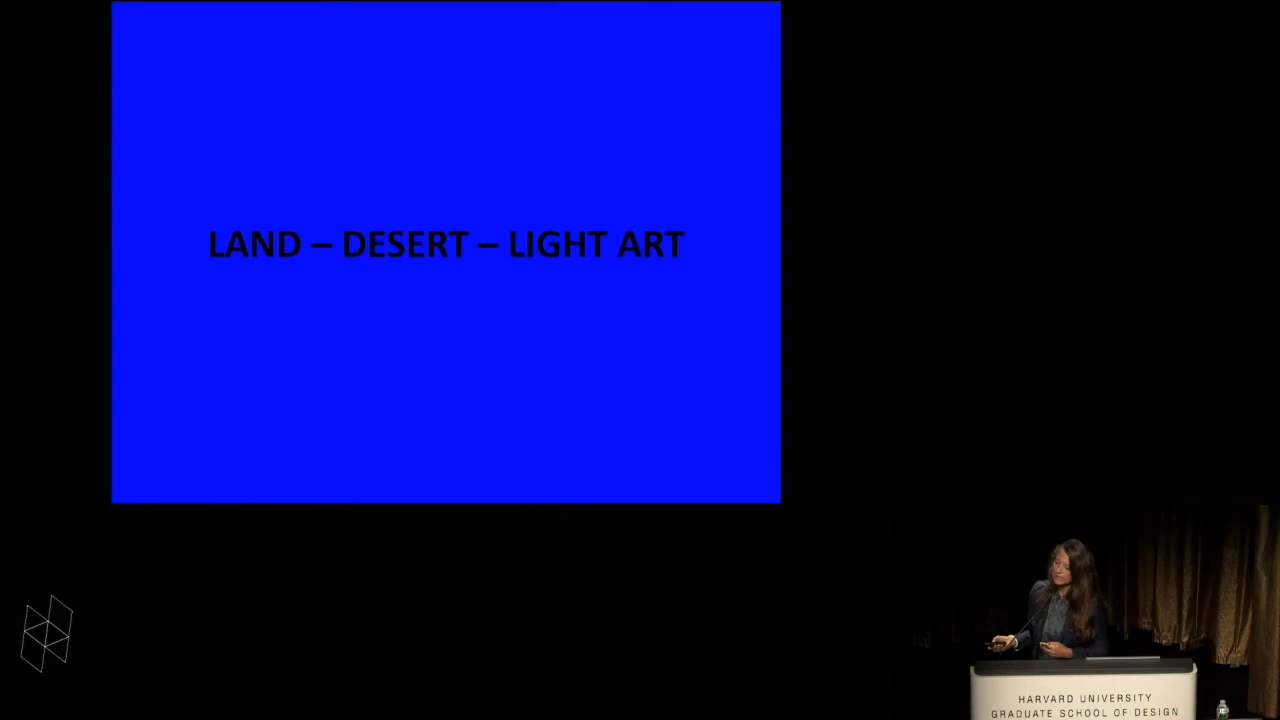 LAND – DESERT – LIGHT ART
HARVARD UNIVERSITY
GRADUATE SCHOOL OF DESIGN